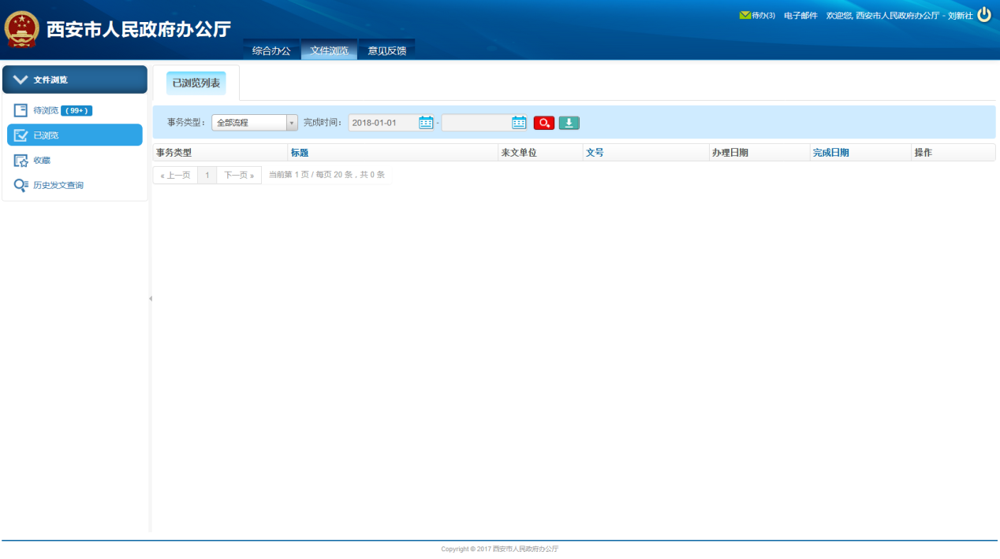 待办(3) 电子邮件 欢迎您, 西安市人民政府办公厅 - 刘新社
西安市人民政府办公厅
综合办公 文件浏览 意见反馈
文件浏览
待浏览 (99+)
已浏览
收藏
历史发文查询
已浏览列表
事务类型： 全部流程 完成时间： 2018-01-01 -
事务类型 标题 来文单位 文号 办理日期 完成日期 操作
« 上一页 1 下一页 » 当前第 1 页 / 每页 20 条，共 0 条
Copyright © 2017 西安市人民政府办公厅